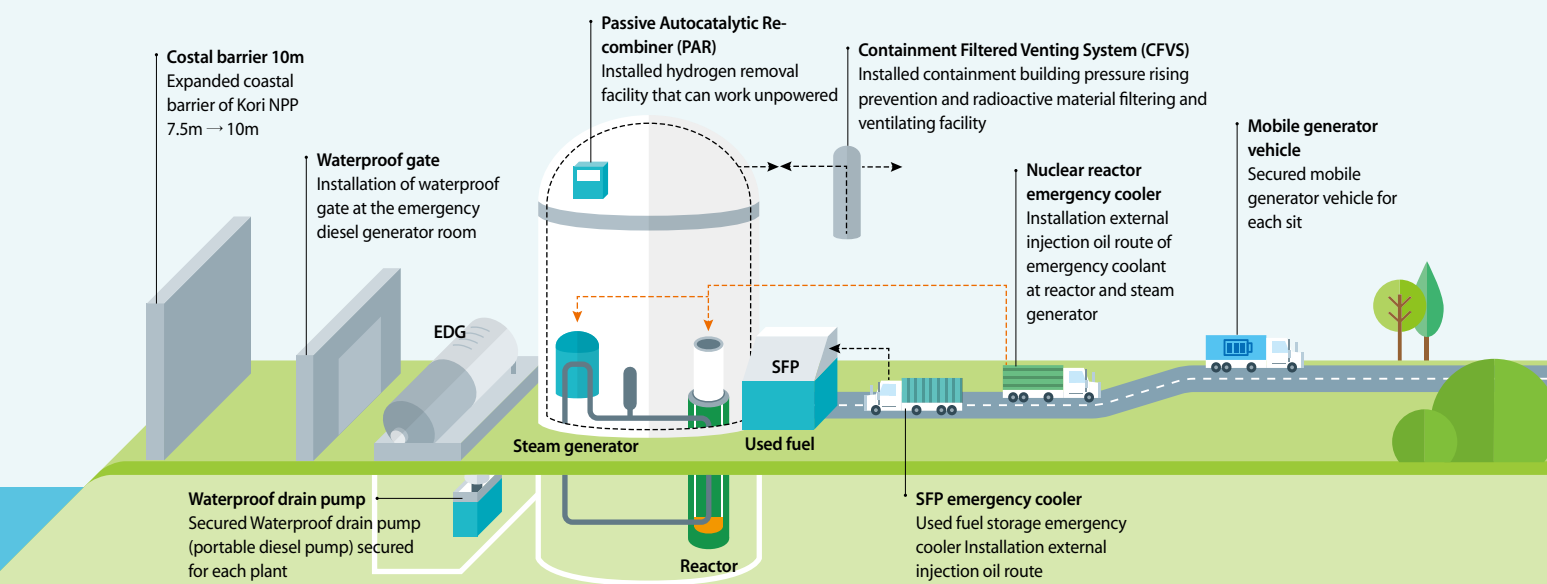 Costal barrier 10m
Expanded coastal
barrier of Kori NPP
7.5m → 10m
Waterproof gate
Installation of waterproof
gate at the emergency
diesel generator room
Passive Autocatalytic Re-
combiner (PAR)
Installed hydrogen removal
facility that can work unpowered
Containment Filtered Venting System (CFVS)
Installed containment building pressure rising
prevention and radioactive material filtering and
ventilating facility
Nuclear reactor
emergency cooler
Installation external
injection oil route of
emergency coolant
at reactor and steam
generator
Mobile generator
vehicle
Secured mobile
generator vehicle for
each sit
EDG
SFP
Steam generator
Used fuel
Waterproof drain pump
Secured Waterproof drain pump
(portable diesel pump) secured
for each plant
Reactor
SFP emergency cooler
Used fuel storage emergency
cooler Installation external
injection oil route